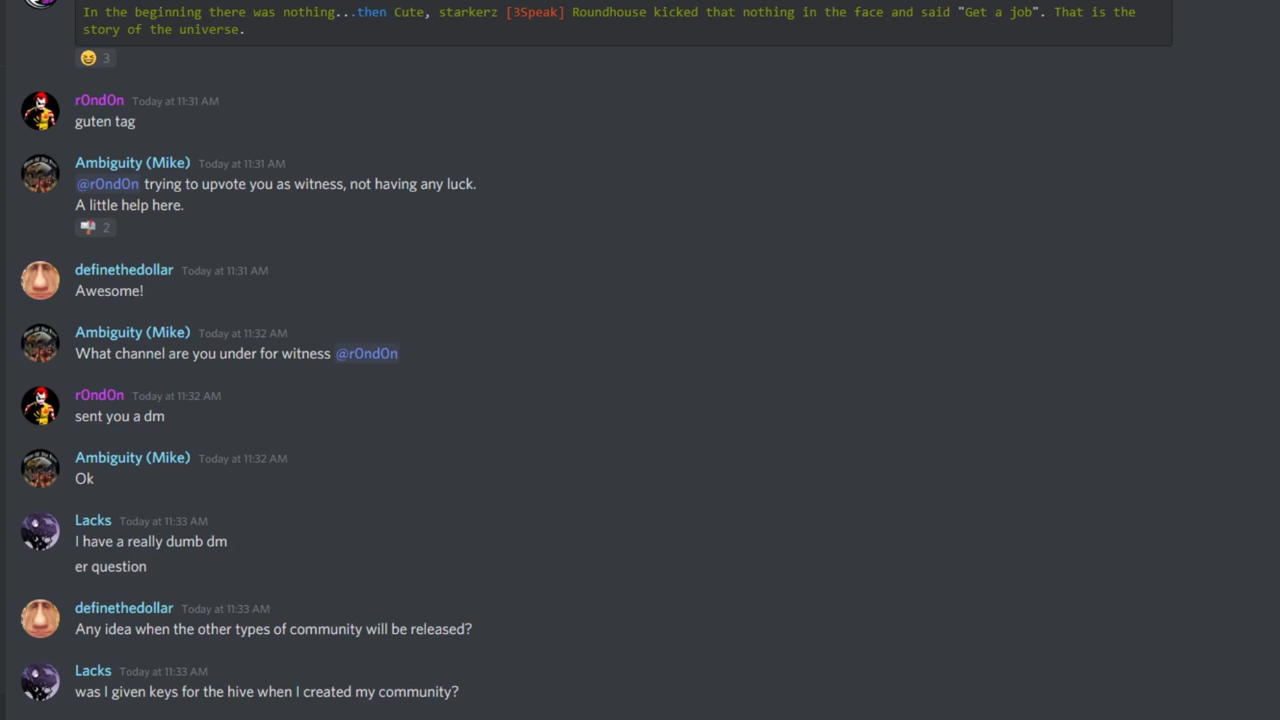 In the beginning there was nothing...then Cute, starkerz [3Speak] Roundhouse kicked that nothing in the face and said "Get a job". That is the
story of the universe.
3
r0nd0n Today at 11:31 AM
guten tag
Ambiguity (Mike) Today at 11:31 AM
@r0nd0n trying to upvote you as witness, not having any luck.
A little help here.
2
definethedollar Today at 11:31 AM
Awesome!
Ambiguity (Mike) Today at 11:32 AM
What channel are you under for witness @r0nd0n
r0nd0n Today at 11:32 AM
sent you a dm
Ambiguity (Mike) Today at 11:32 AM
Ok
Lacks Today at 11:33 AM
I have a really dumb dm
er question
definethedollar Today at 11:33 AM
Any idea when the other types of community will be released?
Lacks Today at 11:33 AM
was I given keys for the hive when I created my community?